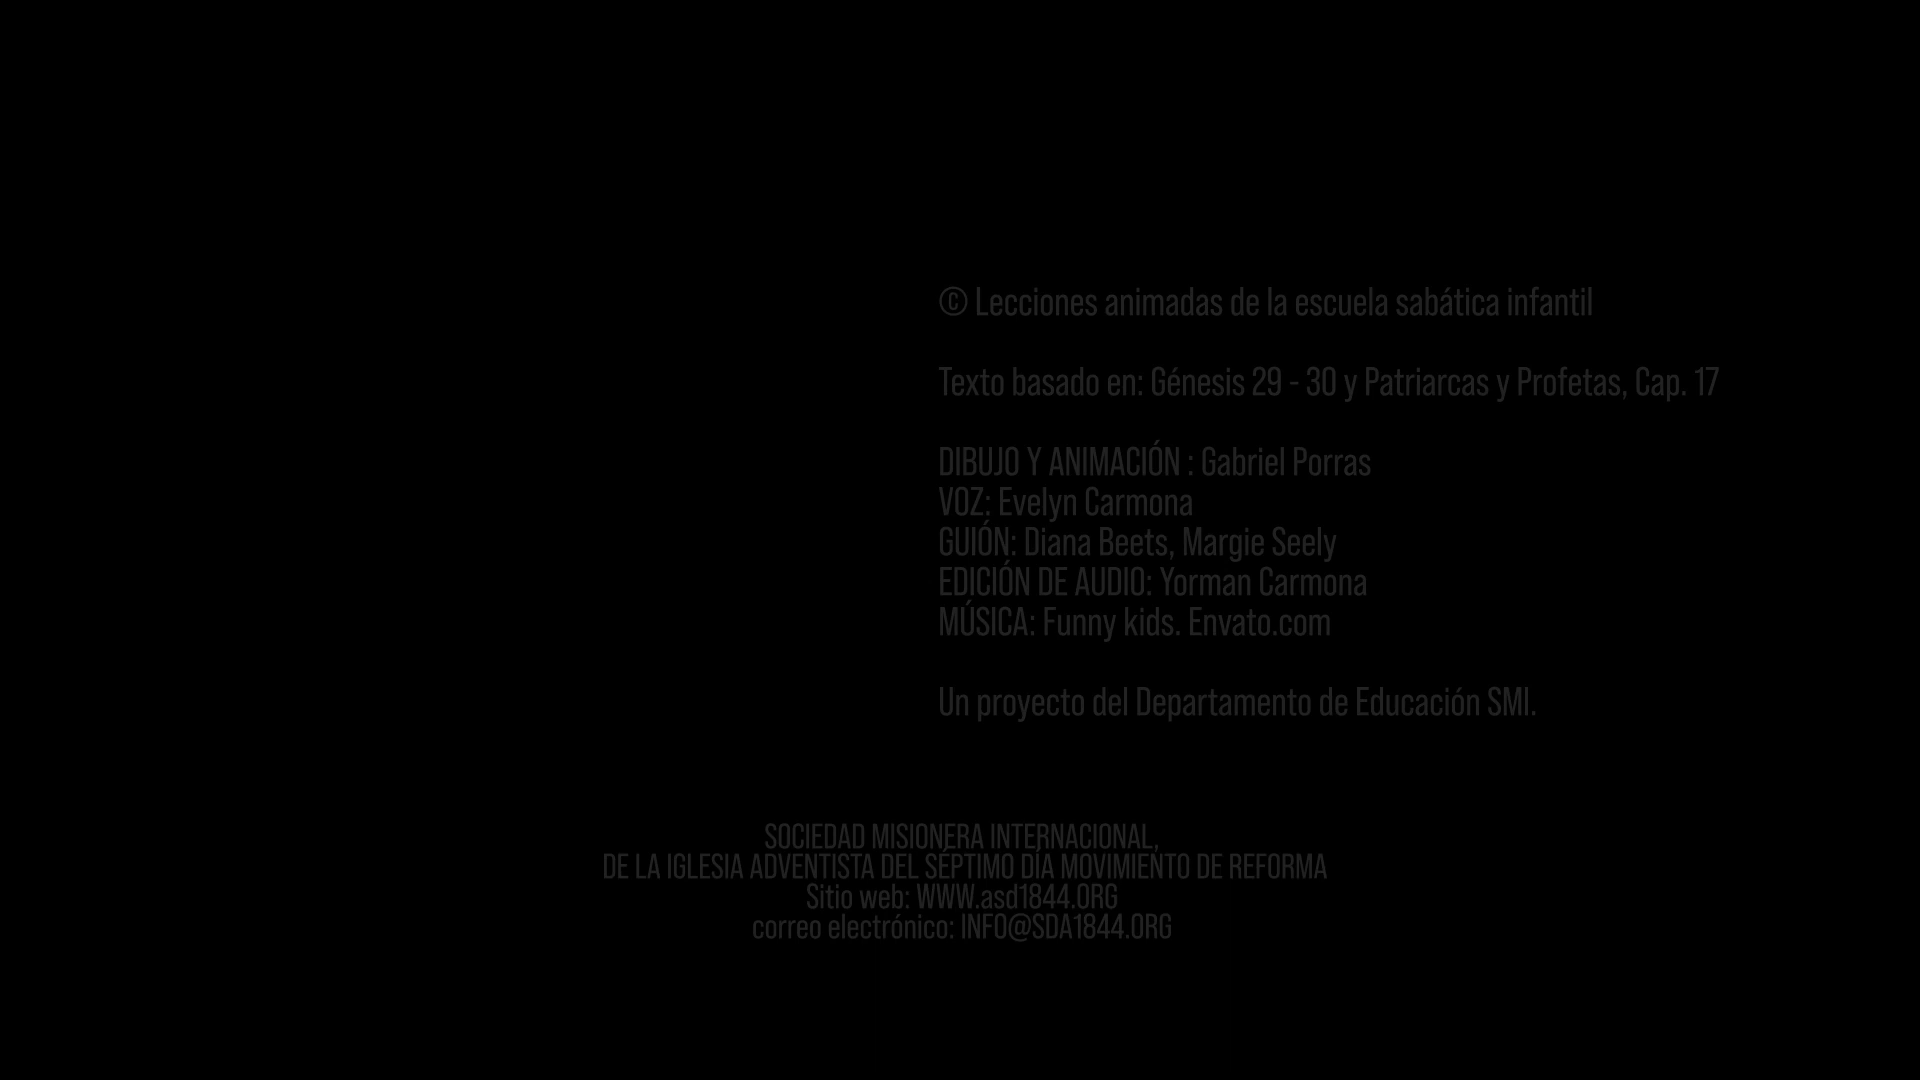 © Lecciones animadas de la escuela sabática infantil
Texto basado en: Génesis 29 - 30 y Patriarcas y Profetas, Cap. 17
DIBUJO Y ANIMACIÓN : Gabriel Porras
VOZ: Evelyn Carmona
GUIÓN: Diana Beets, Margie Seely
EDICIÓN DE AUDIO: Yorman Carmona
MÚSICA: Funny kids. Envato.com
Un proyecto del Departamento de Educación SMI.
SOCIEDAD MISIONERA INTERNACIONAL,
DE LA IGLESIA ADVENTISTA DEL SÉPTIMO DÍA MOVIMIENTO DE REFORMA
Sitio web: WWW.asd1844.ORG
correo electrónico: INFO@SDA1844.ORG